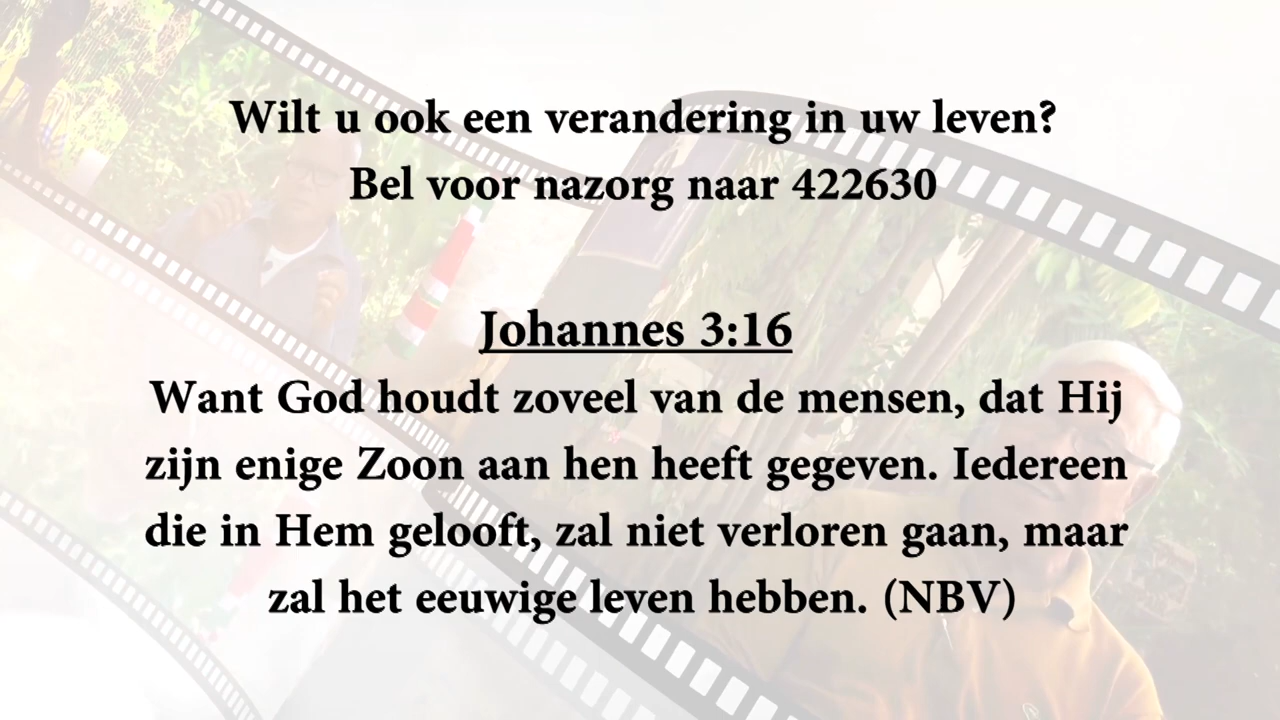 Wilt u ook een verandering in uw leven?
Bel voor nazorg naar 422630
Johannes 3:16
Want God houdt zoveel van de mensen, dat Hij
zijn enige Zoon aan hen heeft gegeven. Iedereen
die in Hem gelooft, zal niet verloren gaan, maar
zal het eeuwige leven hebben. (NBV)